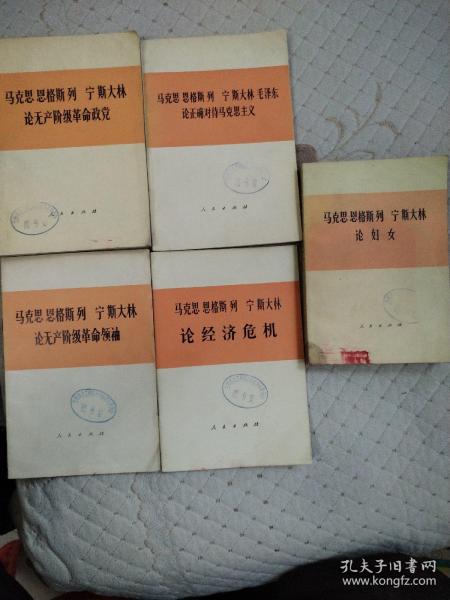 马克思 恩格斯 列 宁 斯大林
论无产阶级革命政党
人民出版社
马克思 恩格斯 列 宁 斯大林 毛泽东
论正确对待马克思主义
人民出版社
马克思 恩格斯 列 宁 斯大林
论 妇 女
人民出版社
马克思 恩格斯 列 宁 斯大林
论无产阶级革命领袖
人民出版社
马克思 恩格斯 列 宁 斯大林
论经济危机
人民出版社
孔夫子旧书网
www.kongfz.com